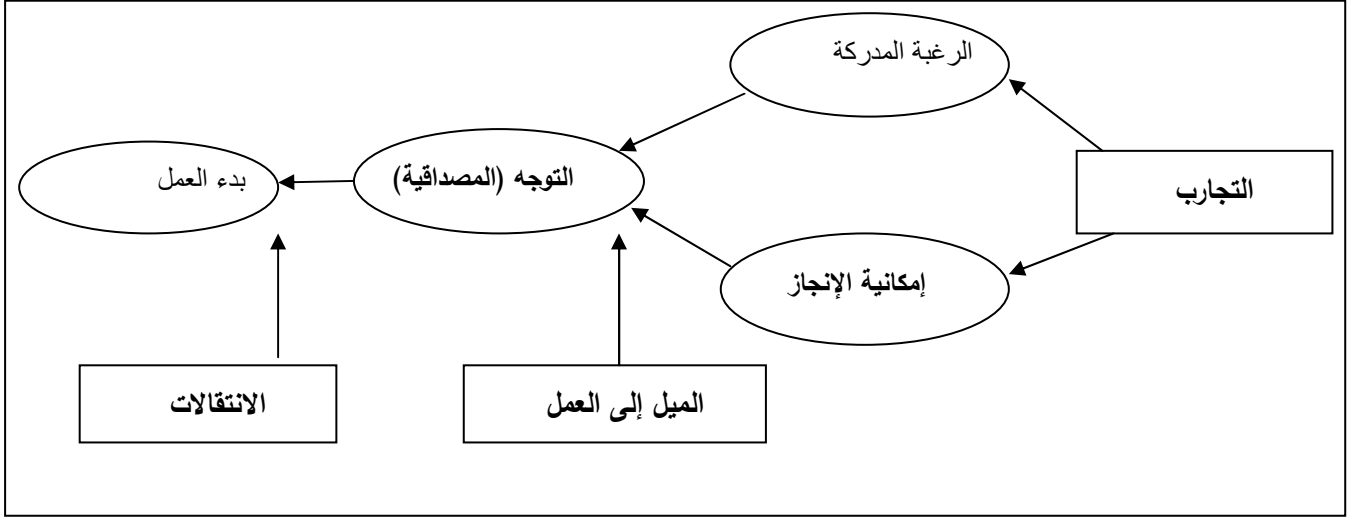 الرغبة المدركة
التجارب
التوجه (المصداقية)
بدء العمل
إمكانية الإنجاز
الميل إلى العمل
الانتقالات